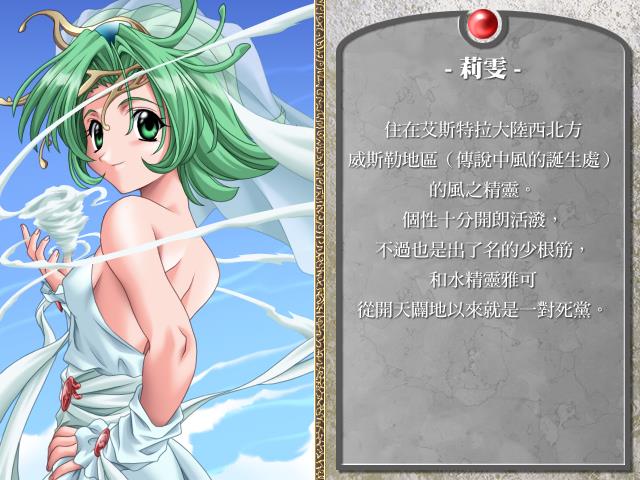 - 莉雯 -
住在艾斯特拉大陸西北方
威斯勒地區（傳說中風的誕生處）
的風之精靈。
個性十分開朗活潑，
不過也是出了名的少根筋，
和水精靈雅可
從開天闢地以來就是一對死黨。